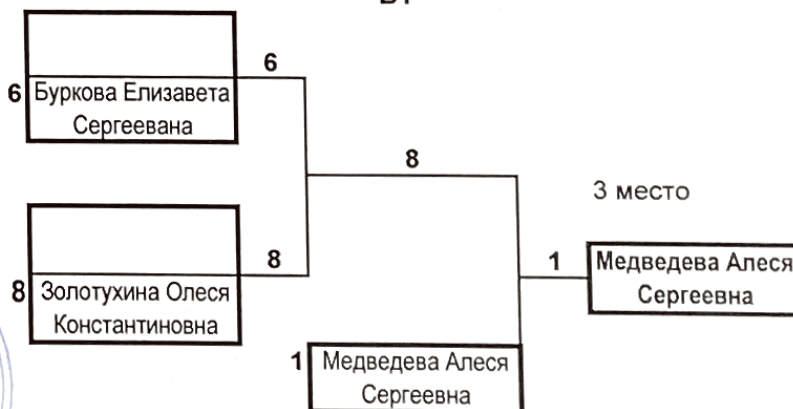 6
6 Буркова Елизавета
Сергеевана
8
3 место
8
1 Медведева Алеся
Сергеевна
8 Золотухина Олеся
Константиновна
1 Медведева Алеся
Сергеевна